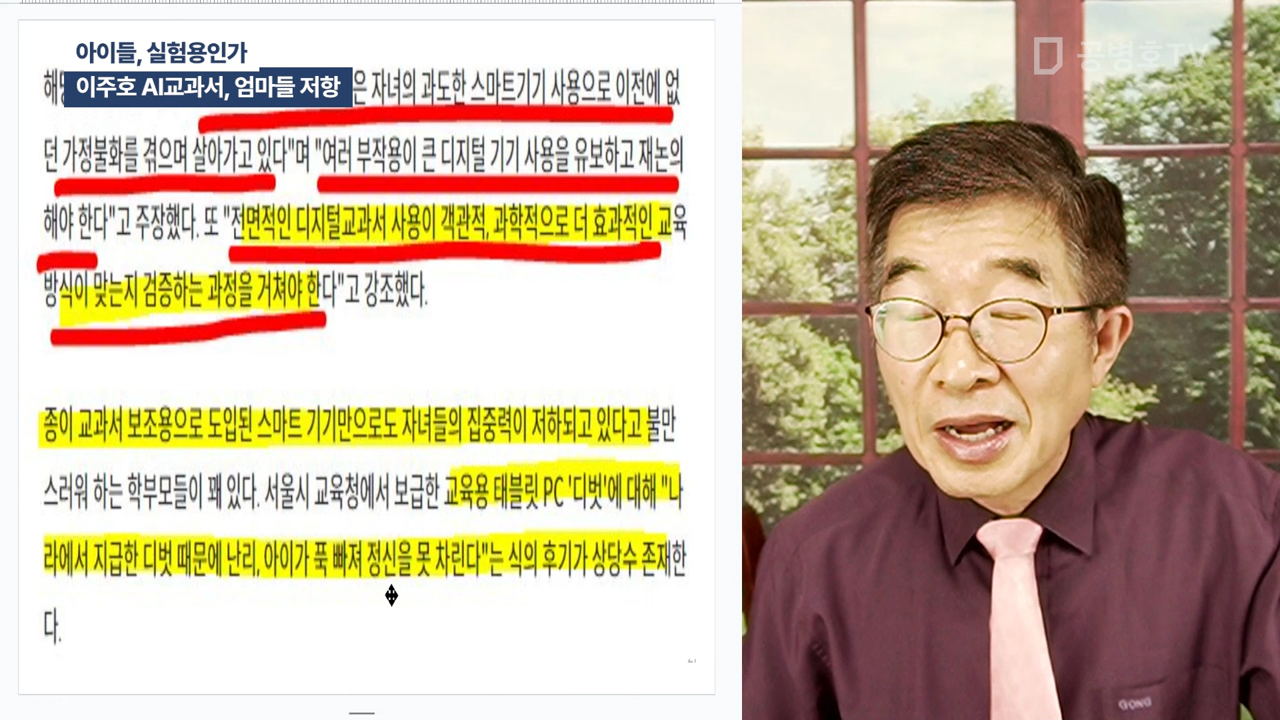 아이들, 실험용인가
이주호 AI교과서, 엄마들 저항
은 자녀의 과도한 스마트기기 사용으로 이전에 없
던 가정불화를 겪으며 살아가고 있다"며 "여러 부작용이 큰 디지털 기기 사용을 유보하고 재논의
해야 한다"고 주장했다. 또 "전면적인 디지털교과서 사용이 객관적, 과학적으로 더 효과적인 교육
방식이 맞는지 검증하는 과정을 거쳐야 한다"고 강조했다.
종이 교과서 보조용으로 도입된 스마트 기기만으로도 자녀들의 집중력이 저하되고 있다고 불만
스러워 하는 학부모들이 꽤 있다. 서울시 교육청에서 보급한 교육용 태블릿 PC '디벗'에 대해 "나
라에서 지급한 디벗 때문에 난리, 아이가 푹 빠져 정신을 못 차린다"는 식의 후기가 상당수 존재한
다.
공병호TV
GONG